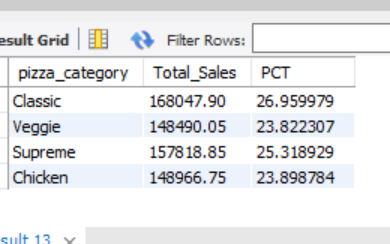 esult Grid Filter Rows:
pizza_category Total_Sales PCT
Classic 168047.90 26.959979
Veggie 148490.05 23.822307
Supreme 157818.85 25.318929
Chicken 148966.75 23.898784
sult 13 ×